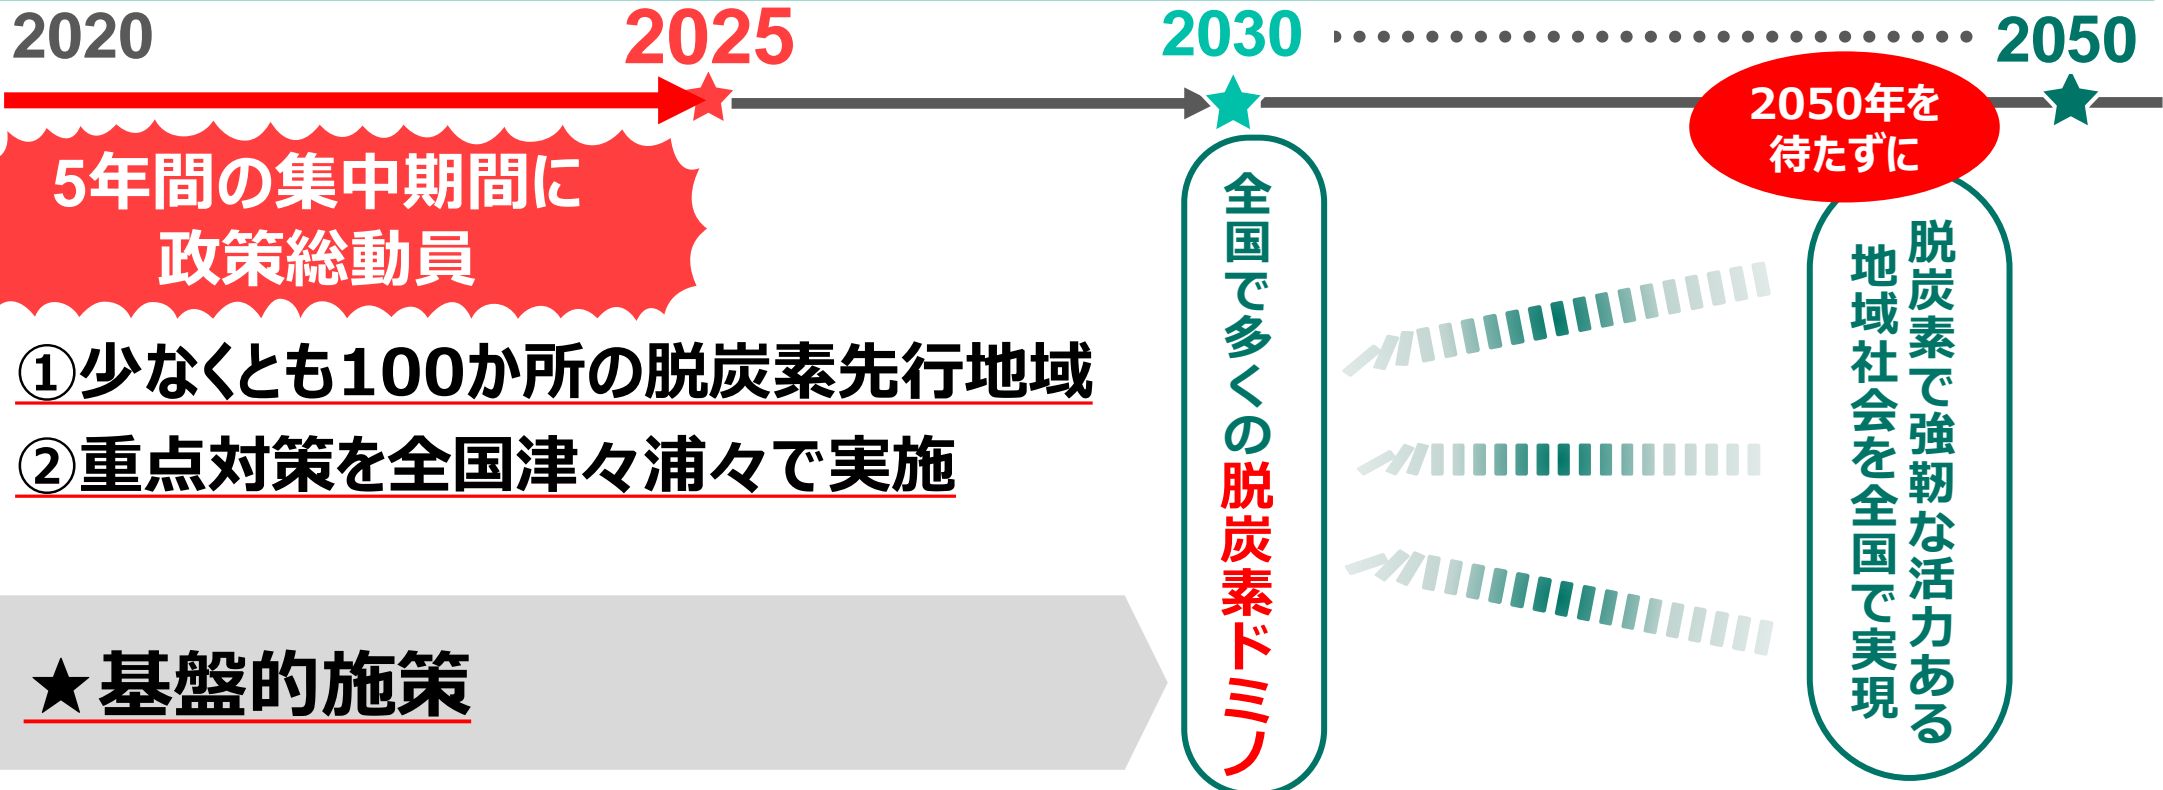 2020
2025
2030
2050
2050年を
待たずに
5年間の集中期間に
政策総動員
①少なくとも100か所の脱炭素先行地域
②重点対策を全国津々浦々で実施
★基盤的施策
全国で多くの脱炭素ドミノ
脱炭素で強靭な活力ある
地域社会を全国で実現